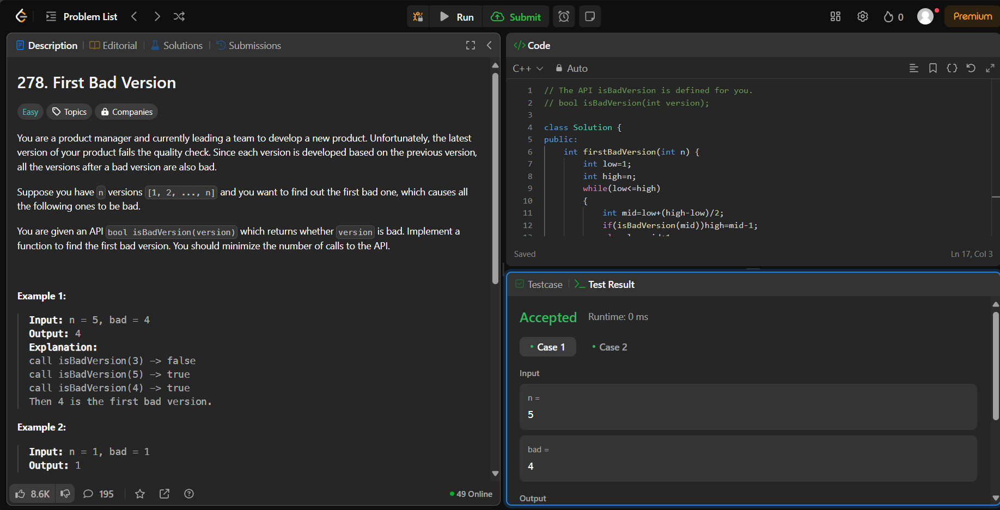 Problem List
Run
Submit
0
Premium
Description
Editorial
Solutions
Submissions
278. First Bad Version
Easy
Topics
Companies
You are a product manager and currently leading a team to develop a new product. Unfortunately, the latest
version of your product fails the quality check. Since each version is developed based on the previous version,
all the versions after a bad version are also bad.
Suppose you have n versions [1, 2, ..., n] and you want to find out the first bad one, which causes all
the following ones to be bad.
You are given an API bool isBadVersion(version) which returns whether version is bad. Implement a
function to find the first bad version. You should minimize the number of calls to the API.
Example 1:
Input: n = 5, bad = 4
Output: 4
Explanation:
call isBadVersion(3) -> false
call isBadVersion(5) -> true
call isBadVersion(4) -> true
Then 4 is the first bad version.
Example 2:
Input: n = 1, bad = 1
Output: 1
8.6K
195
49 Online
</> Code
C++
Auto
1 // The API isBadVersion is defined for you.
2 // bool isBadVersion(int version);
3
4 class Solution {
5 public:
6 int firstBadVersion(int n) {
7 int low=1;
8 int high=n;
9 while(low<=high)
10 {
11 int mid=low+(high-low)/2;
12 if(isBadVersion(mid))high=mid-1;
Saved
Ln 17, Col 3
Testcase
Test Result
Accepted
Runtime: 0 ms
Case 1
Case 2
Input
n =
5
bad =
4
Output